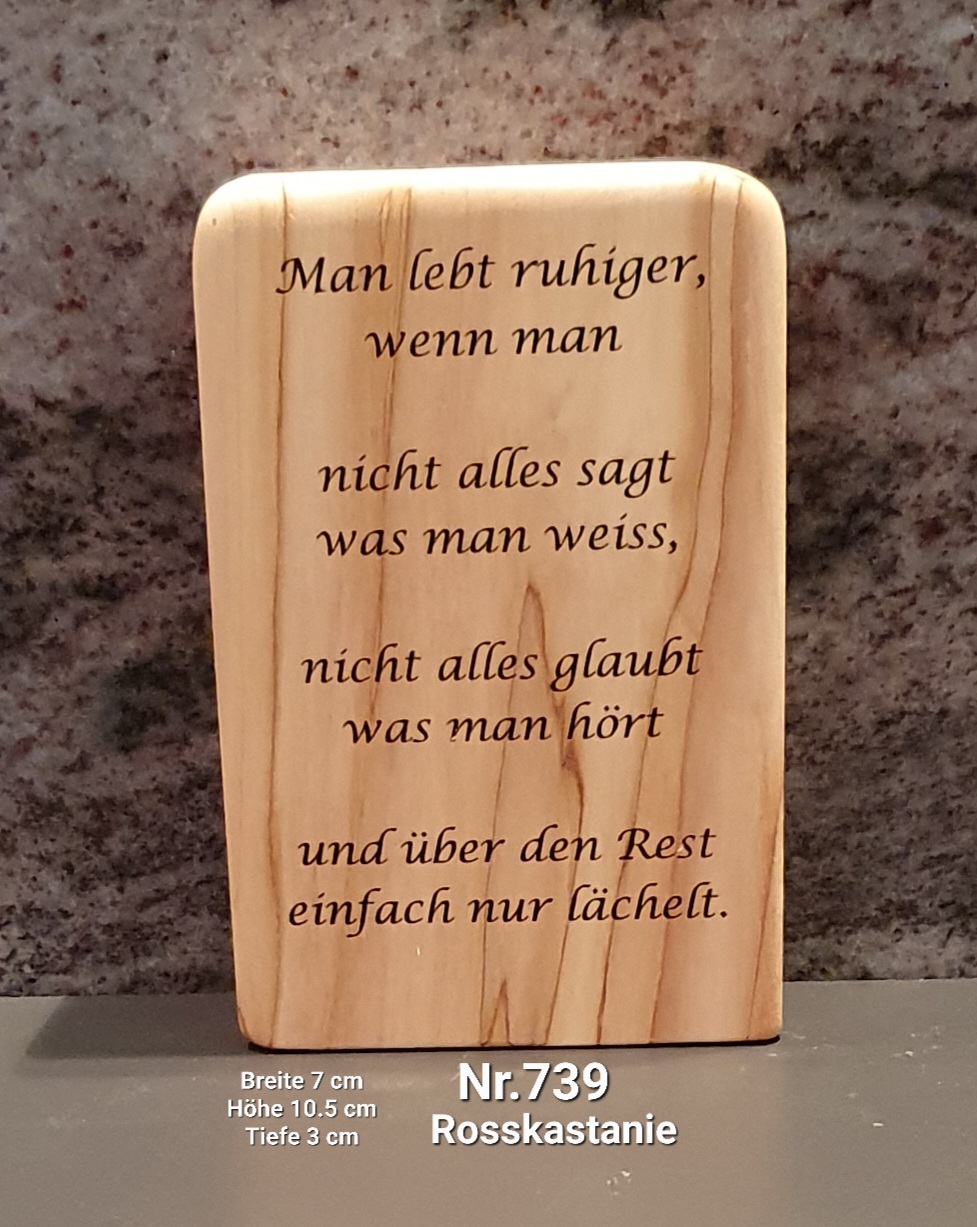 Man lebt ruhiger,
wenn man
nicht alles sagt
was man weiss,
nicht alles glaubt
was man hört
und über den Rest
einfach nur lächelt.
Breite 7 cm
Höhe 10.5 cm
Tiefe 3 cm
Nr.739
Rosskastanie